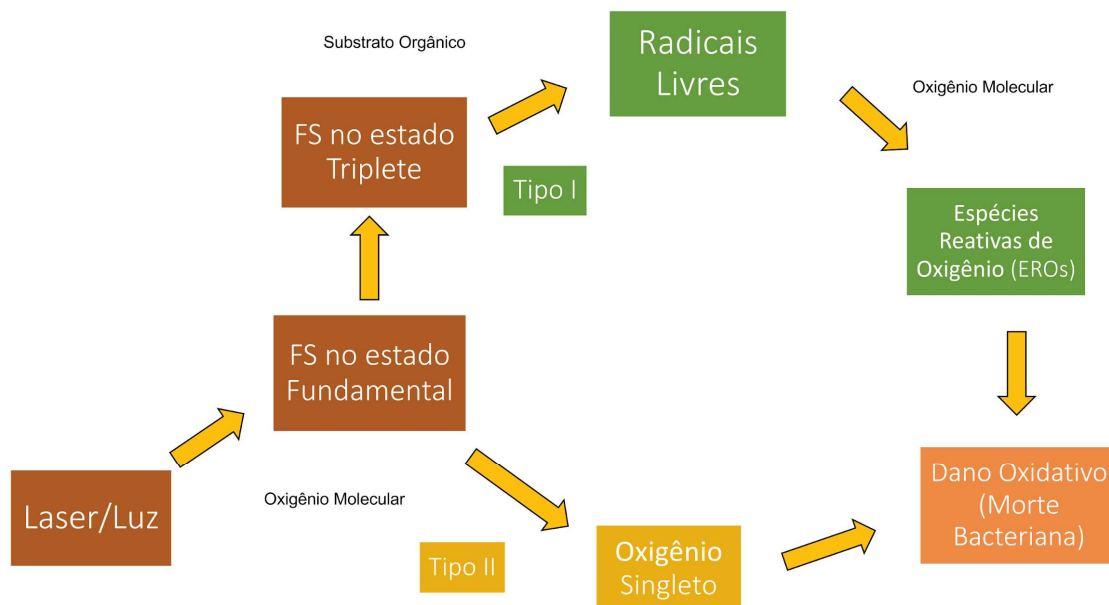 Substrato Orgânico
Radicais
Livres
Oxigênio Molecular
FS no estado
Triplete
Tipo I
Espécies
Reativas de
Oxigênio (EROs)
FS no estado
Fundamental
Laser/Luz
Oxigênio Molecular
Tipo II
Oxigênio
Singleto
Dano Oxidativo
(Morte
Bacteriana)